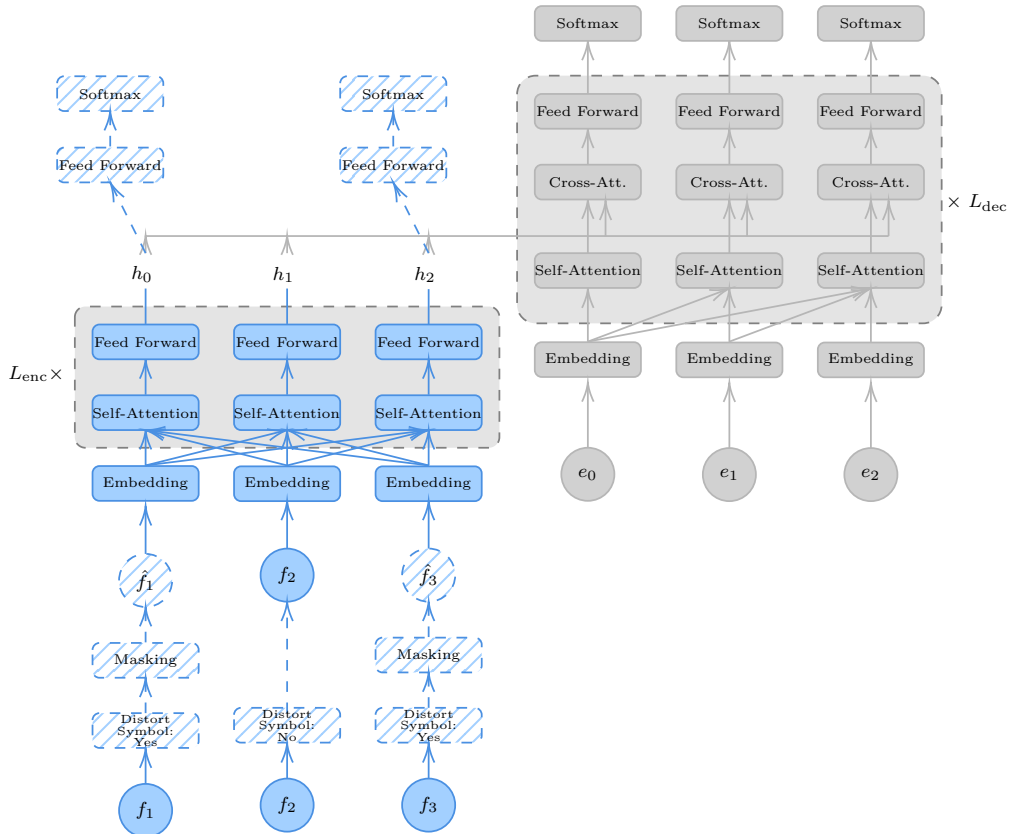 Softmax Softmax Softmax
Softmax Softmax
Feed Forward Feed Forward Feed Forward
Feed Forward Feed Forward
Cross-Att. Cross-Att. Cross-Att.
× L_dec
h_0 h_1 h_2
Self-Attention Self-Attention Self-Attention
Feed Forward Feed Forward Feed Forward
Embedding Embedding Embedding
L_enc×
Self-Attention Self-Attention Self-Attention
e_0 e_1 e_2
Embedding Embedding Embedding
f̂_1 f_2 f̂_3
Masking Masking
Distort Symbol: Yes
Distort Symbol: No
Distort Symbol: Yes
f_1 f_2 f_3